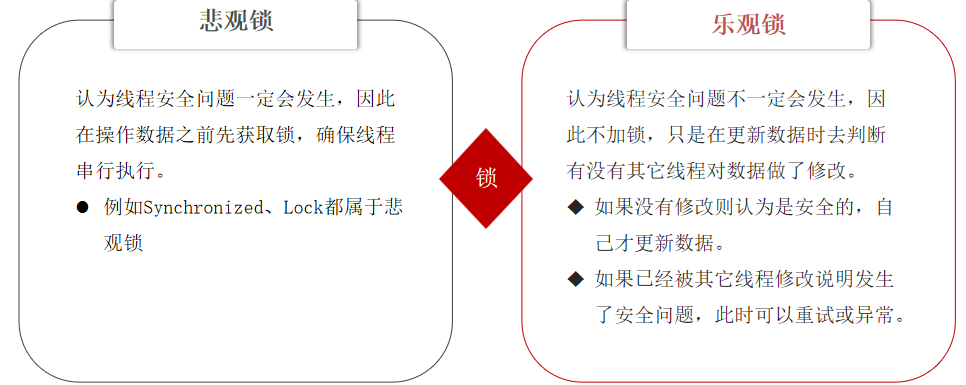 悲观锁
认为线程安全问题一定会发生，因此
在操作数据之前先获取锁，确保线程
串行执行。
● 例如Synchronized、Lock都属于悲
观锁
锁
乐观锁
认为线程安全问题不一定会发生，因
此不加锁，只是在更新数据时去判断
有没有其它线程对数据做了修改。
◆ 如果没有修改则认为是安全的，自
己才更新数据。
◆ 如果已经被其它线程修改说明发生
了安全问题，此时可以重试或异常。